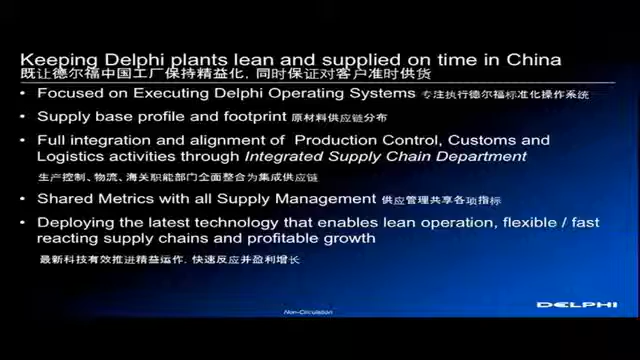 Keeping Delphi plants lean and supplied on time in China
既让德尔福中国工厂保持精益化，同时保证对客户准时供货
• Focused on Executing Delphi Operating Systems 专注执行德尔福标准化操作系统
• Supply base profile and footprint 原材料供应链分布
• Full integration and alignment of Production Control, Customs and
Logistics activities through Integrated Supply Chain Department
生产控制、物流、海关职能部门全面整合为集成供应链
• Shared Metrics with all Supply Management 供应管理共享各项指标
• Deploying the latest technology that enables lean operation, flexible / fast
reacting supply chains and profitable growth
最新科技有效推进精益运作，快速反应并盈利增长
Non-Circulation
DELPHI